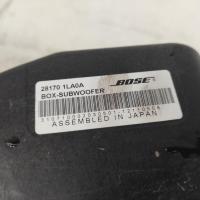 28170 1LA0A
BOSE
BOX-SUBWOOFER
ASSEMBLED IN JAPAN